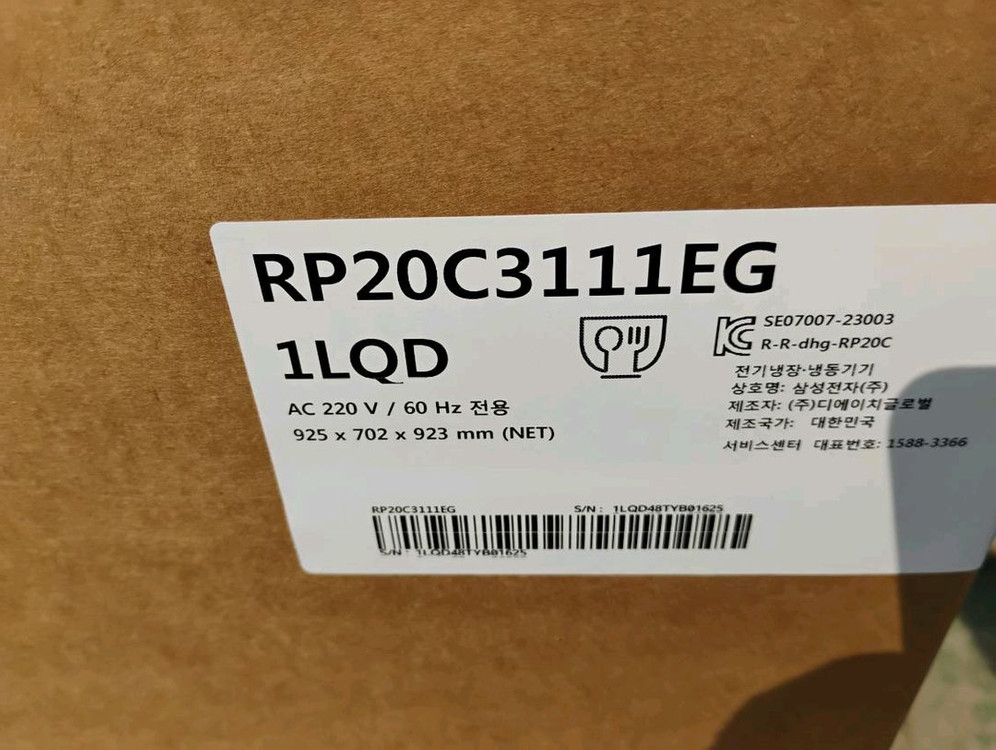 RP20C3111EG
1LQD
AC 220 V / 60 Hz 전용
925 x 702 x 923 mm (NET)
SE07007-23003
R-R-dhg-RP20C
전기냉장·냉동기기
상호명: 삼성전자(주)
제조자: (주)디에이치글로벌
제조국가: 대한민국
서비스센터 대표번호: 1588-3366
RP20C3111EG S/N : 1LQD48TYB01625
S/N : 1LQD48TYB01625